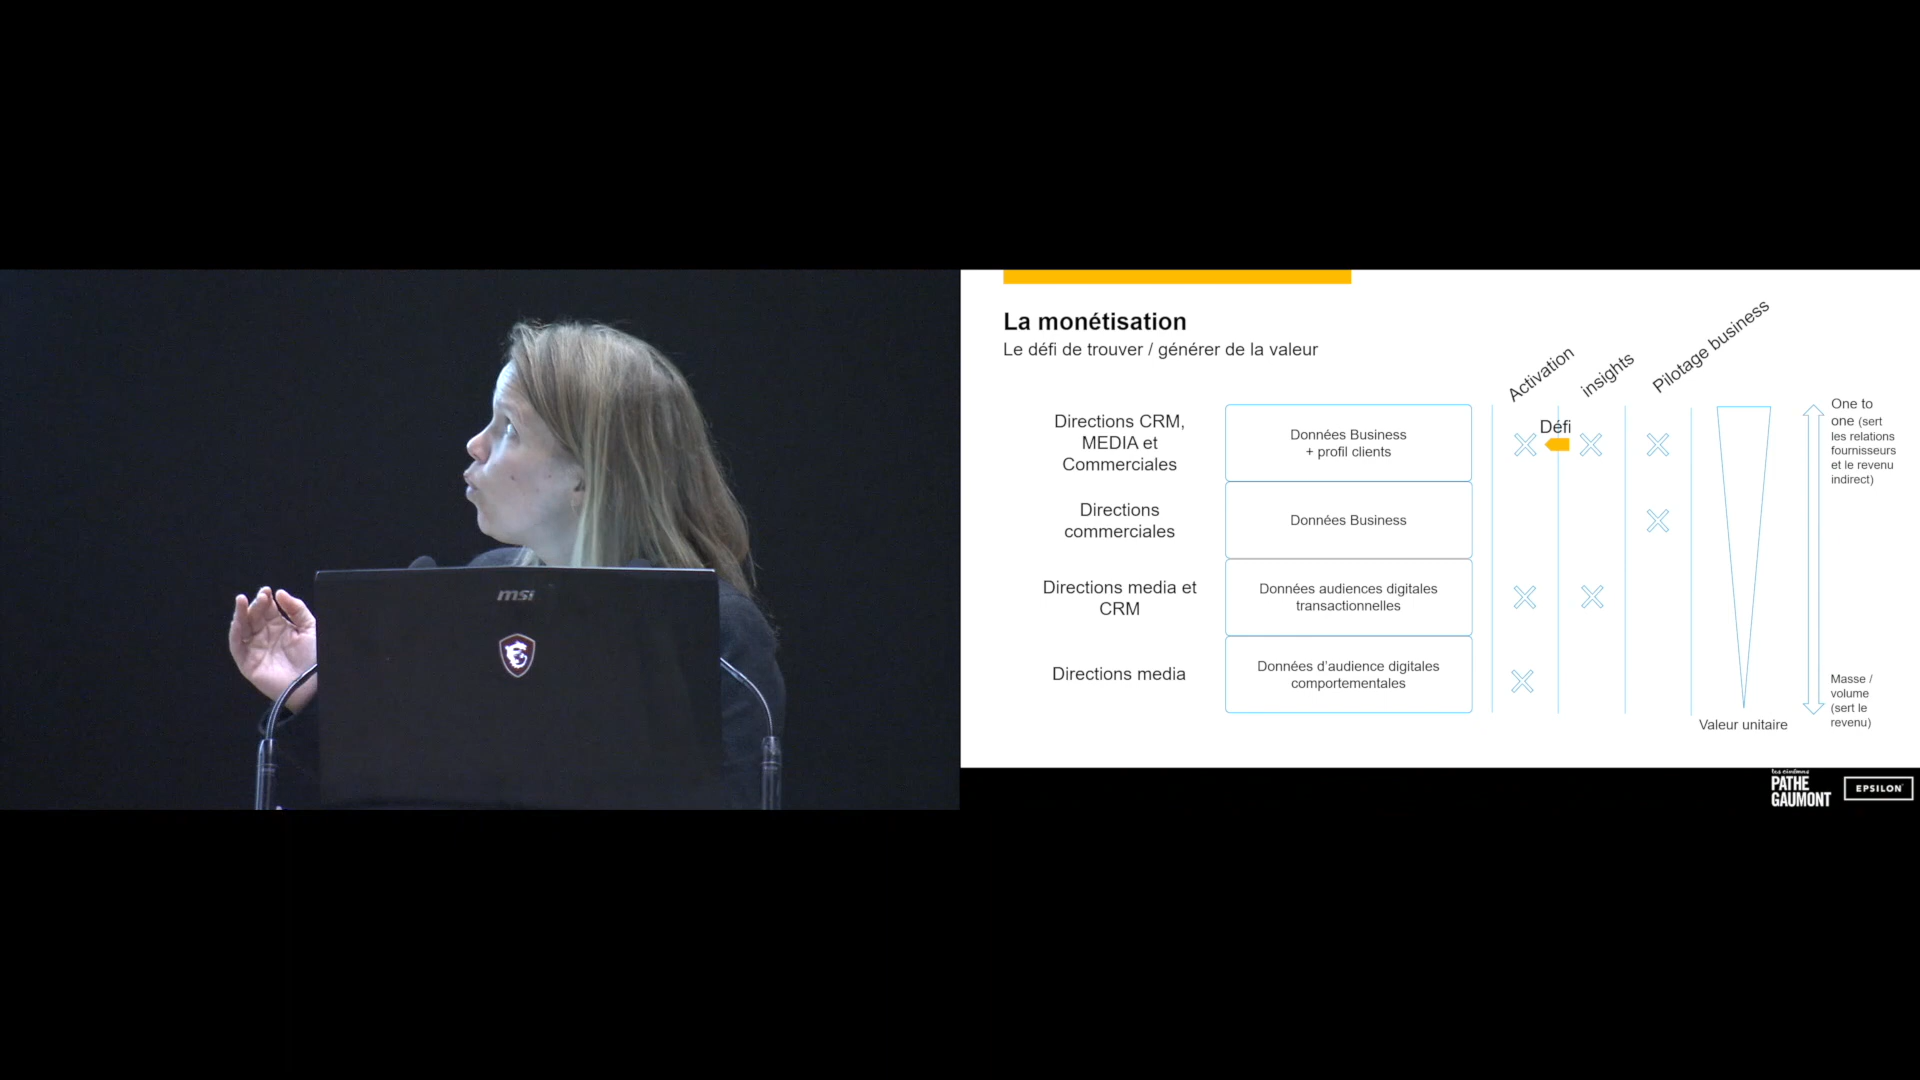 msi
La monétisation
Le défi de trouver / générer de la valeur
Activation
insights
Pilotage business
Directions CRM,
MEDIA et
Commerciales
Données Business
+ profil clients
Défi
One to
one (sert
les relations
fournisseurs
et le revenu
indirect)
Directions
commerciales
Données Business
Directions media et
CRM
Données audiences digitales
transactionnelles
Directions media
Données d'audience digitales
comportementales
Valeur unitaire
Masse /
volume
(sert le
revenu)
les cinémas
PATHE
GAUMONT
EPSILON